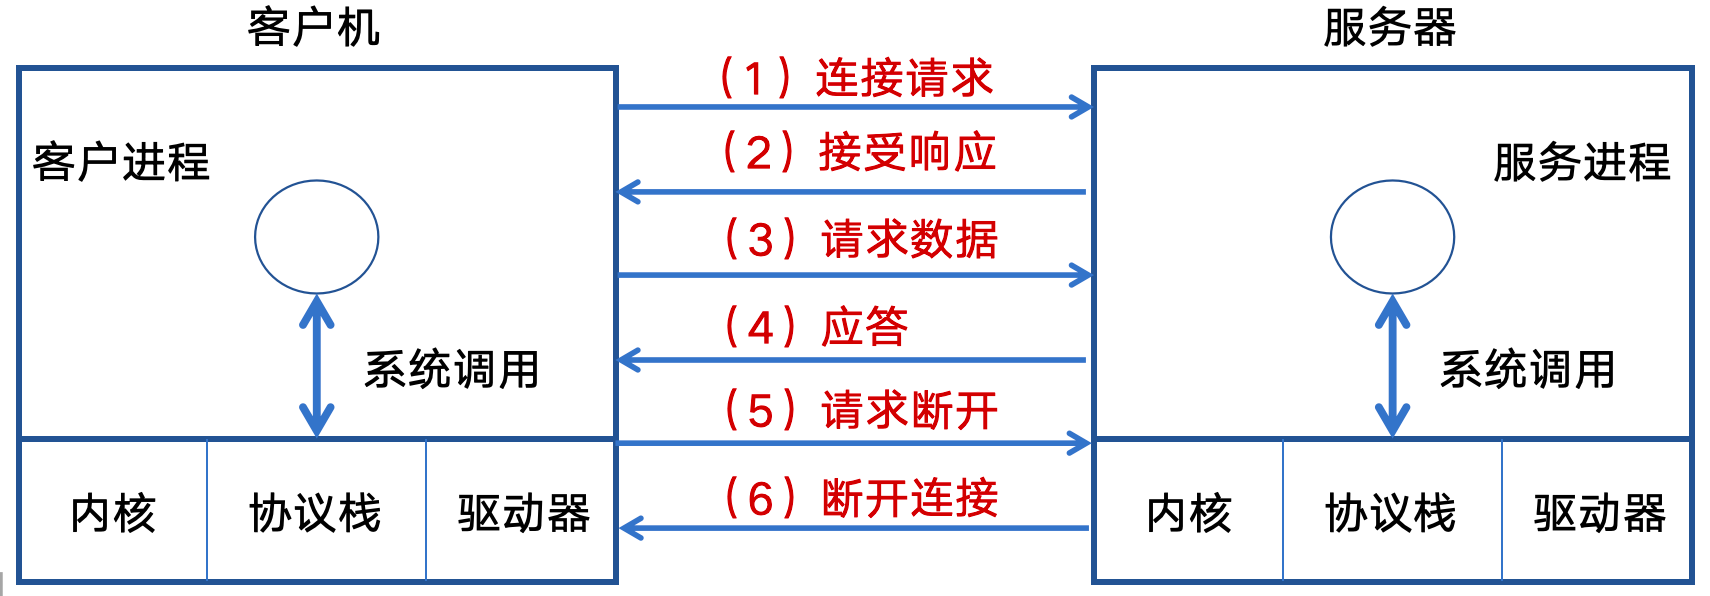 客户机
服务器
（1）连接请求
（2）接受响应
客户进程
服务进程
（3）请求数据
（4）应答
系统调用
系统调用
（5）请求断开
（6）断开连接
内核 协议栈 驱动器
内核 协议栈 驱动器